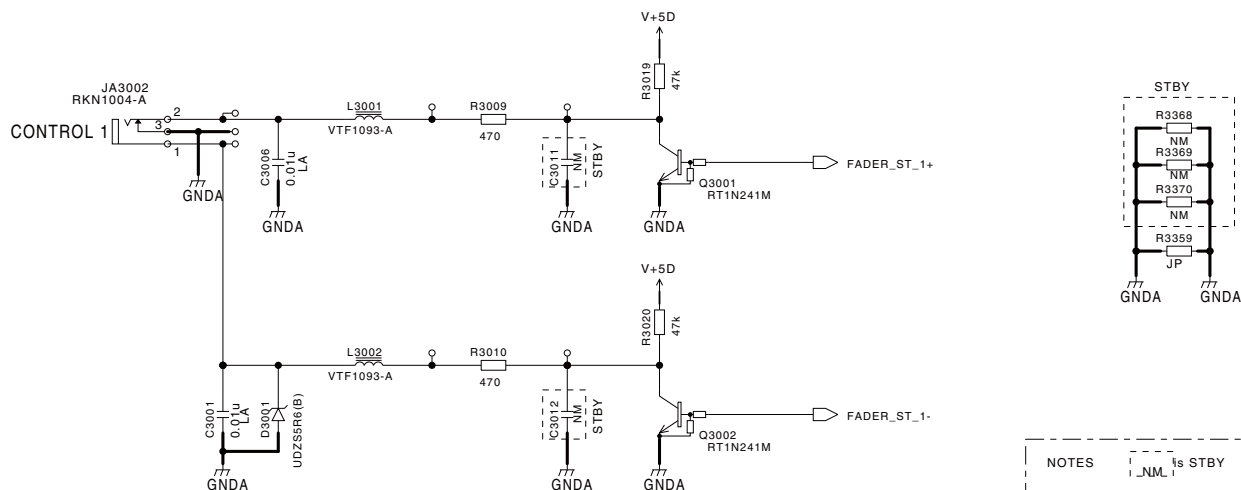 V+5D
R3019
47k
JA3002
RKN1004-A
CONTROL 1
2
3
1
GNDA
C3006
0.01u
LA
GNDA
L3001
VTF1093-A
R3009
470
C3011
NM
STBY
GNDA
Q3001
RT1N241M
GNDA
FADER_ST_1+
STBY
R3368
NM
R3369
NM
R3370
NM
R3359
JP
GNDA
GNDA
V+5D
R3020
47k
C3001
0.01u
LA
D3001
UDZS5R6(B)
GNDA
L3002
VTF1093-A
R3010
470
C3012
NM
STBY
GNDA
Q3002
RT1N241M
GNDA
FADER_ST_1-
NOTES
NM is STBY